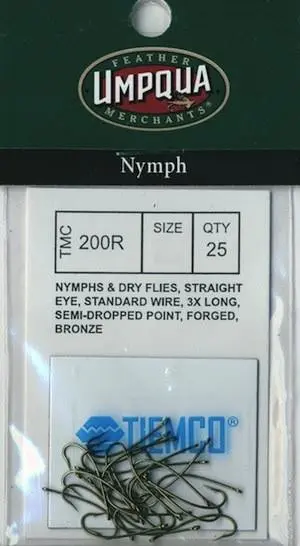 FEATHER
UMPQUA
MERCHANTS®
Nymph
TMC 200R SIZE QTY 25
NYMPHS & DRY FLIES, STRAIGHT
EYE, STANDARD WIRE, 3X LONG,
SEMI-DROPPED POINT, FORGED,
BRONZE
TIEMCO®